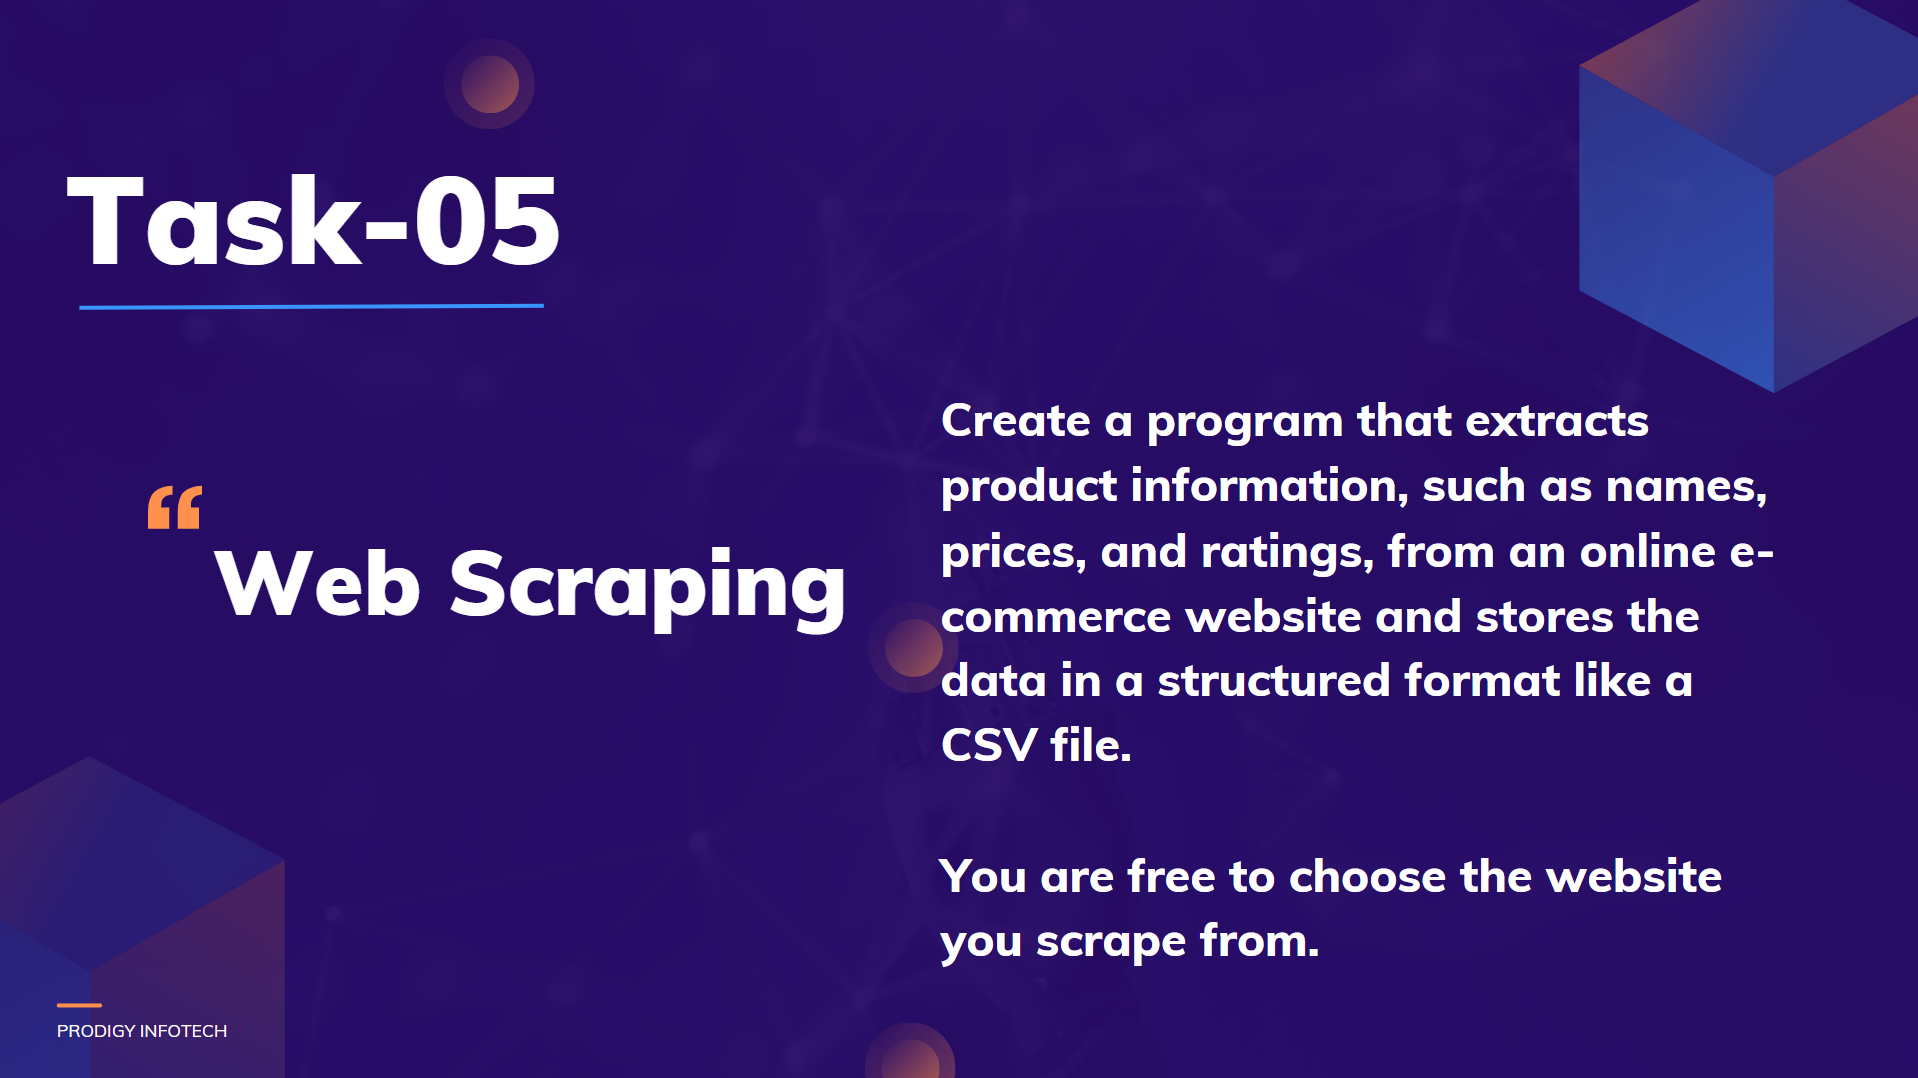 Task-05
“
Web Scraping
Create a program that extracts
product information, such as names,
prices, and ratings, from an online e-
commerce website and stores the
data in a structured format like a
CSV file.
You are free to choose the website
you scrape from.
PRODIGY INFOTECH